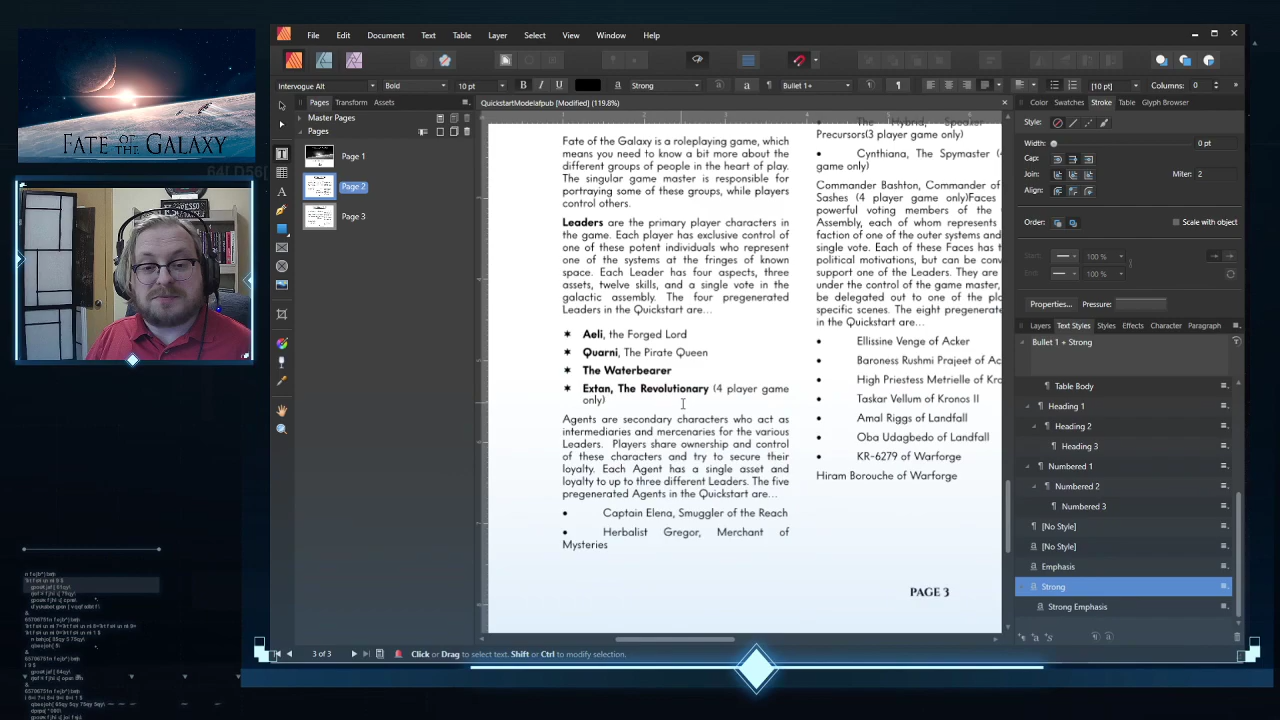 FATE OF THE GALAXY
File Edit Document Text Table Layer Select View Window Help
Intervogue Alt Bold 10 pt B I U Strong a Bullet 1+ [10 pt] Columns: 0
Pages Transform Assets
Master Pages
Pages
Page 1
Page 2
Page 3
QuickstartModelafpub [Modified] (119.8%)
Fate of the Galaxy is a roleplaying game, which
means you need to know a bit more about the
different groups of people in the heart of play.
The singular game master is responsible for
portraying some of these groups, while players
control others.
Leaders are the primary player characters in
the game. Each player has exclusive control of
one of these potent individuals who represent
one of the systems at the fringes of known
space. Each Leader has four aspects, three
assets, twelve skills, and a single vote in the
galactic assembly. The four pregenerated
Leaders in the Quickstart are...
✶ Aeli, the Forged Lord
✶ Quarni, The Pirate Queen
✶ The Waterbearer
✶ Extan, The Revolutionary (4 player game
only)
Agents are secondary characters who act as
intermediaries and mercenaries for the various
Leaders. Players share ownership and control
of these characters and try to secure their
loyalty. Each Agent has a single asset and
loyalty to up to three different Leaders. The five
pregenerated Agents in the Quickstart are...
• Captain Elena, Smuggler of the Reach
• Herbalist Gregor, Merchant of
Mysteries
• The Hybrid, Speaker
Precursors(3 player game only)
• Cynthiana, The Spymaster (
game only)
Commander Bashton, Commander of
Sashes (4 player game only)Faces
powerful voting members of the
Assembly, each of whom represents
faction of one of the outer systems and
single vote. Each of these Faces has t
political motivations, but can be conv
support one of the Leaders. They are
under the control of the game master,
be delegated out to one of the pla
specific scenes. The eight pregenerate
in the Quickstart are...
• Ellissine Venge of Acker
• Baroness Rushmi Prajeet of Ac
• High Priestess Metrielle of Kro
• Taskar Vellum of Kronos II
• Amal Riggs of Landfall
• Oba Udagbedo of Landfall
• KR-6279 of Warforge
Hiram Borouche of Warforge
PAGE 3
Color Swatches Stroke Table Glyph Browser
Style:
Width: 0 pt
Cap:
Join: Miter: 2
Align:
Order: Scale with object
Start: 100 %
End: 100 %
Properties... Pressure:
Layers Text Styles Styles Effects Character Paragraph
Bullet 1 + Strong
Table Body
Heading 1
Heading 2
Heading 3
Numbered 1
Numbered 2
Numbered 3
[No Style]
[No Style]
Emphasis
Strong
Strong Emphasis
3 of 3 Click or Drag to select text. Shift or Ctrl to modify selection.